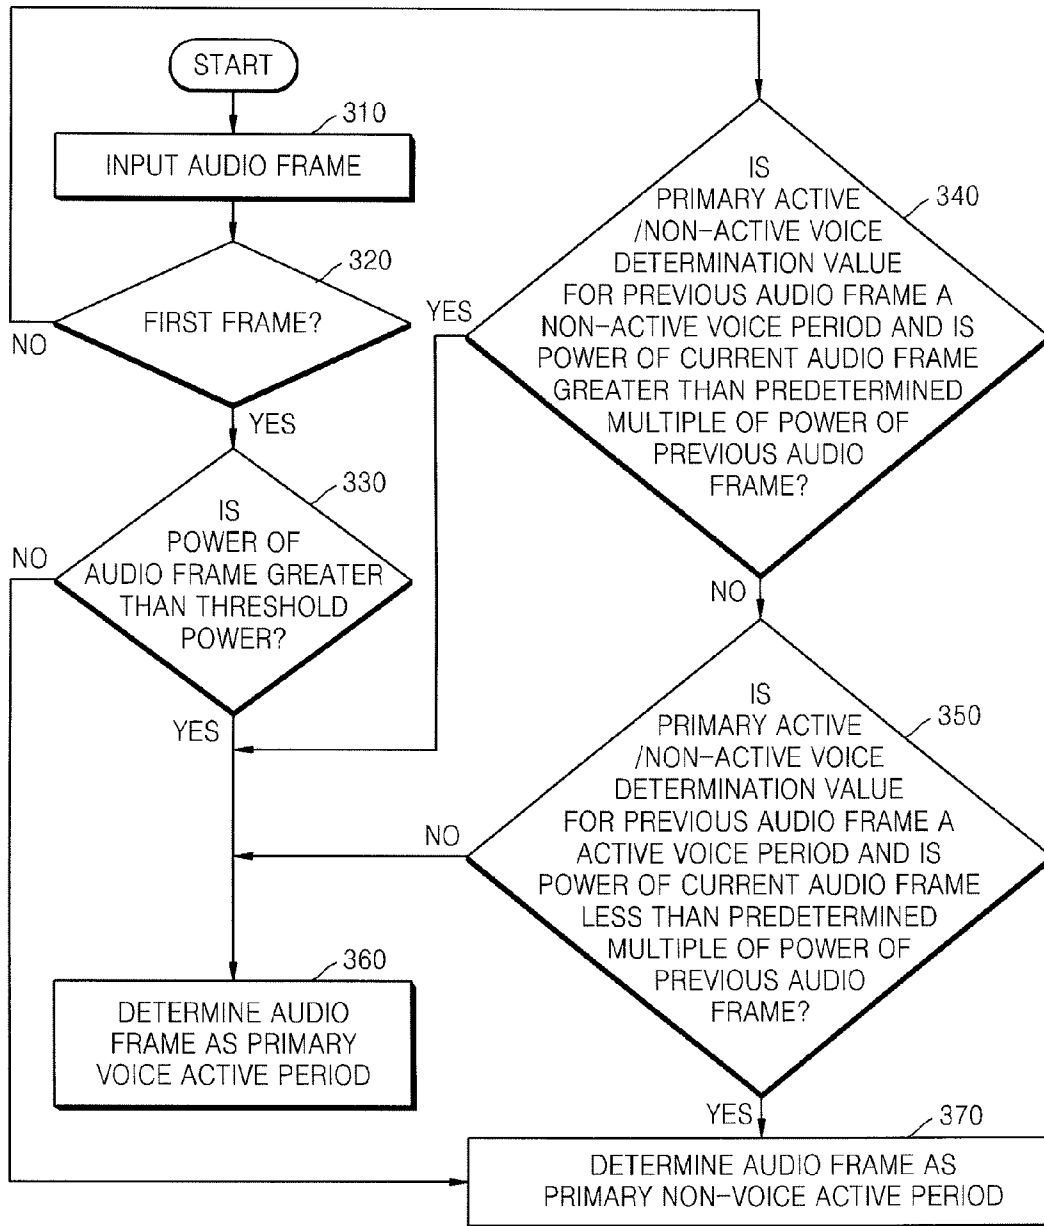 START
310
INPUT AUDIO FRAME
320
FIRST FRAME?
NO
YES
330
IS
POWER OF
AUDIO FRAME GREATER
THAN THRESHOLD
POWER?
NO
YES
340
IS
PRIMARY ACTIVE
/NON-ACTIVE VOICE
DETERMINATION VALUE
FOR PREVIOUS AUDIO FRAME A
NON-ACTIVE VOICE PERIOD AND IS
POWER OF CURRENT AUDIO FRAME
GREATER THAN PREDETERMINED
MULTIPLE OF POWER OF
PREVIOUS AUDIO
FRAME?
YES
NO
350
IS
PRIMARY ACTIVE
/NON-ACTIVE VOICE
DETERMINATION VALUE
FOR PREVIOUS AUDIO FRAME A
ACTIVE VOICE PERIOD AND IS
POWER OF CURRENT AUDIO FRAME
LESS THAN PREDETERMINED
MULTIPLE OF POWER OF
PREVIOUS AUDIO
FRAME?
NO
YES
360
DETERMINE AUDIO
FRAME AS PRIMARY
VOICE ACTIVE PERIOD
370
DETERMINE AUDIO FRAME AS
PRIMARY NON-VOICE ACTIVE PERIOD